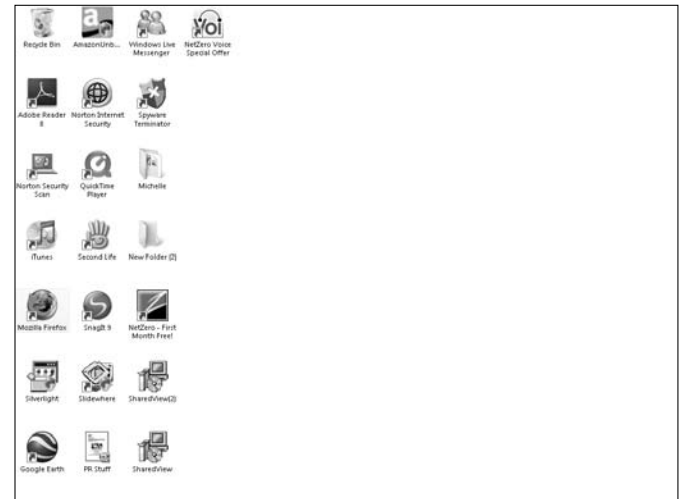 Recycle Bin
AmazonUnb...
Windows Live
Messenger
NetZero Voice
Special Offer
Adobe Reader
8
Norton Internet
Security
Spyware
Terminator
Norton Security
Scan
QuickTime
Player
Michelle
iTunes
Second Life
New Folder (2)
Mozilla Firefox
SnagIt 8
NetZero - First
Month Free!
Silverlight
Slidewhere
SharedView(2)
Google Earth
PR Stuff
SharedView